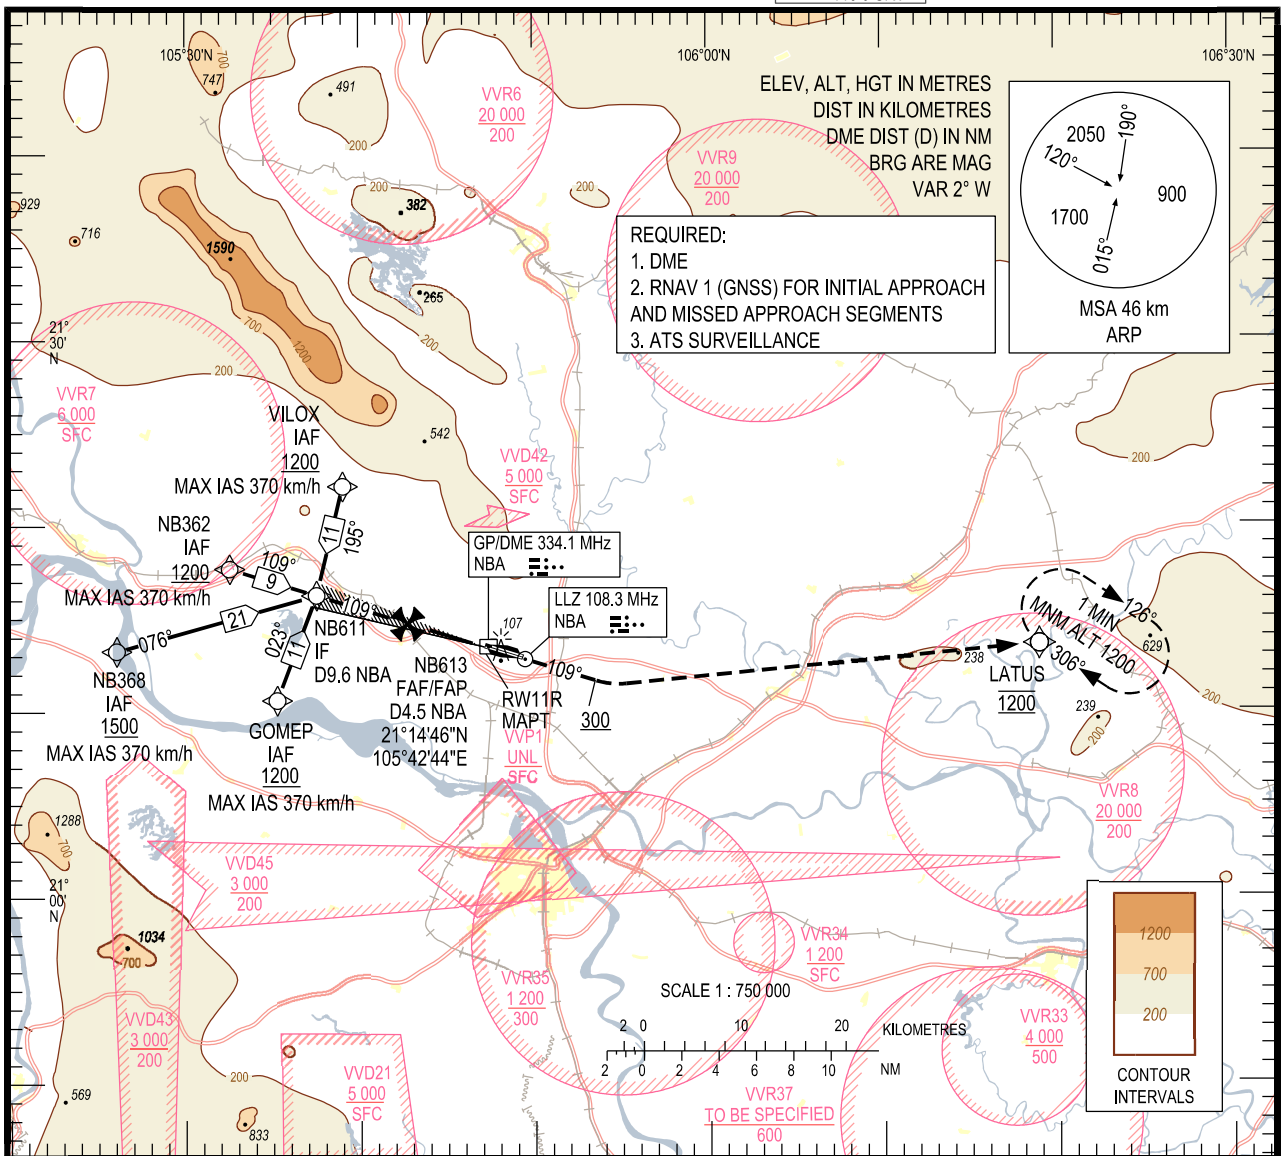 105°30'N
106°00'N
106°30'N
700
747
491
200
VVR6
20 000
200
ELEV, ALT, HGT IN METRES
DIST IN KILOMETRES
DME DIST (D) IN NM
BRG ARE MAG
VAR 2° W
2050
190°
120°
900
1700
015°
MSA 46 km
ARP
VVR9
20 000
200
200
200
382
929
716
1590
265
200
700
1200
200
REQUIRED:
1. DME
2. RNAV 1 (GNSS) FOR INITIAL APPROACH
AND MISSED APPROACH SEGMENTS
3. ATS SURVEILLANCE
21°
30'
N
VVR7
6 000
SFC
VILOX
IAF
1200
MAX IAS 370 km/h
542
200
VVD42
5 000
SFC
NB362
IAF
1200
MAX IAS 370 km/h
11
195°
109°
9
GP/DME 334.1 MHz
NBA
LLZ 108.3 MHz
NBA
107
21
076°
023°
11
109°
NB611
IF
D9.6 NBA
NB368
IAF
1500
MAX IAS 370 km/h
GOMEP
IAF
1200
MAX IAS 370 km/h
NB613
FAF/FAP
D4.5 NBA
21°14'46"N
105°42'44"E
RW11R
MAPT
109°
300
238
1 MIN
MNM ALT 1200
126°
306°
629
LATUS
1200
239
200
200
VVP1
UNL
SFC
VVR8
20 000
200
1288
700
VVD45
3 000
200
21°
00'
N
1034
700
VVR34
1 200
SFC
VVR35
1 200
300
SCALE 1 : 750 000
2 0 10 20 KILOMETRES
2 0 2 4 6 8 10 NM
VVR33
4 000
500
1200
700
200
CONTOUR
INTERVALS
VVD43
3 000
200
VVD21
5 000
SFC
200
569
833
VVR37
TO BE SPECIFIED
600